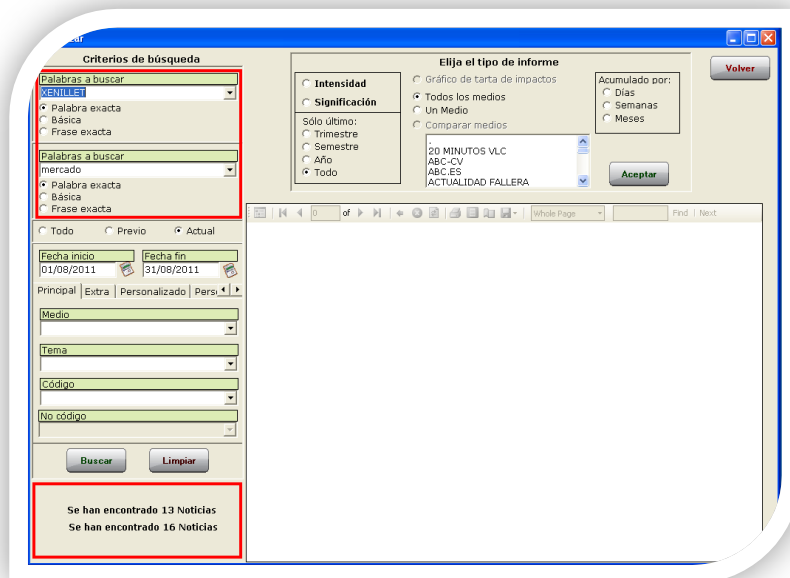 Criterios de búsqueda
Palabras a buscar
XENILLET
Palabra exacta
Básica
Frase exacta
Palabras a buscar
mercado
Palabra exacta
Básica
Frase exacta
Todo Previo Actual
Fecha inicio Fecha fin
01/08/2011 31/08/2011
Principal Extra Personalizado
Medio
Tema
Código
No código
Buscar Limpiar
Se han encontrado 13 Noticias
Se han encontrado 16 Noticias
Elija el tipo de informe
Intensidad
Significación
Sólo último:
Trimestre
Semestre
Año
Todo
Gráfico de tarta de impactos
Todos los medios
Un Medio
Comparar medios
.
20 MINUTOS VLC
ABC-CV
ABC.ES
ACTUALIDAD FALLERA
Acumulado por:
Días
Semanas
Meses
Aceptar
Volver
0 of Whole Page Find | Next